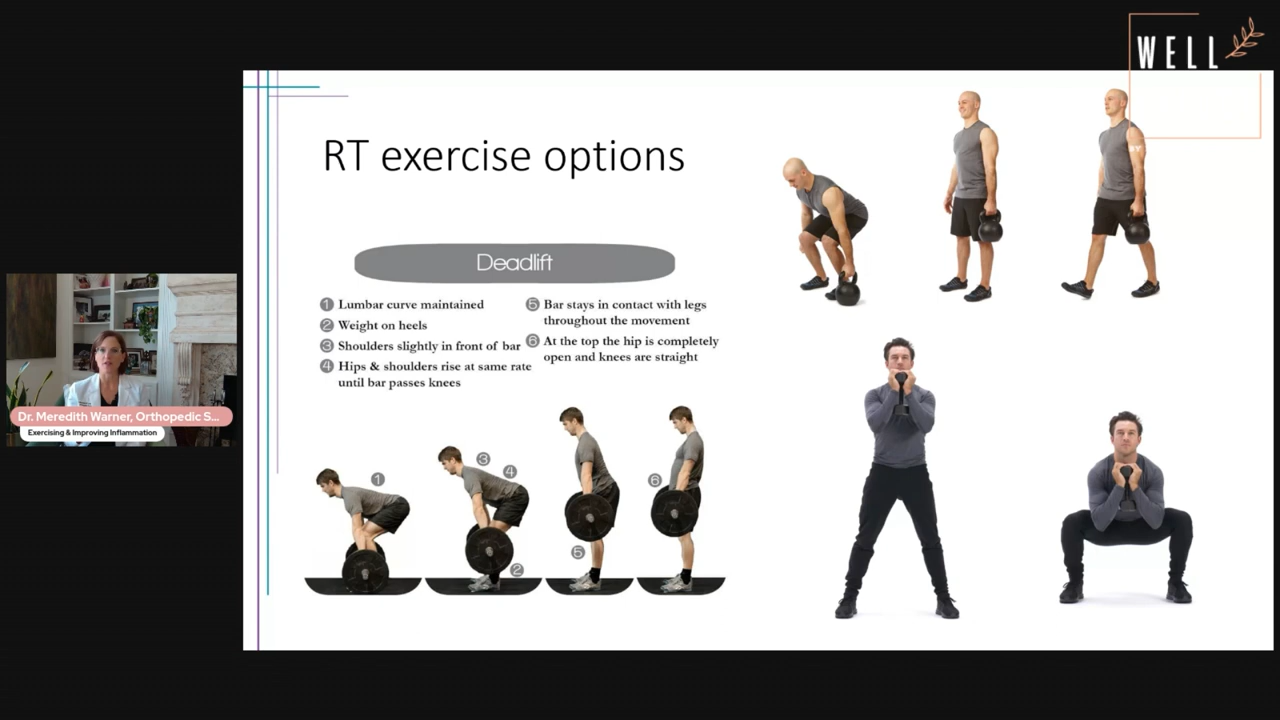 WELL
BY
RT exercise options
Deadlift
1 Lumbar curve maintained
2 Weight on heels
3 Shoulders slightly in front of bar
4 Hips & shoulders rise at same rate
until bar passes knees
5 Bar stays in contact with legs
throughout the movement
6 At the top the hip is completely
open and knees are straight
1
3
4
2
5
6
Dr. Meredith Warner, Orthopedic S...
Exercising & Improving Inflammation